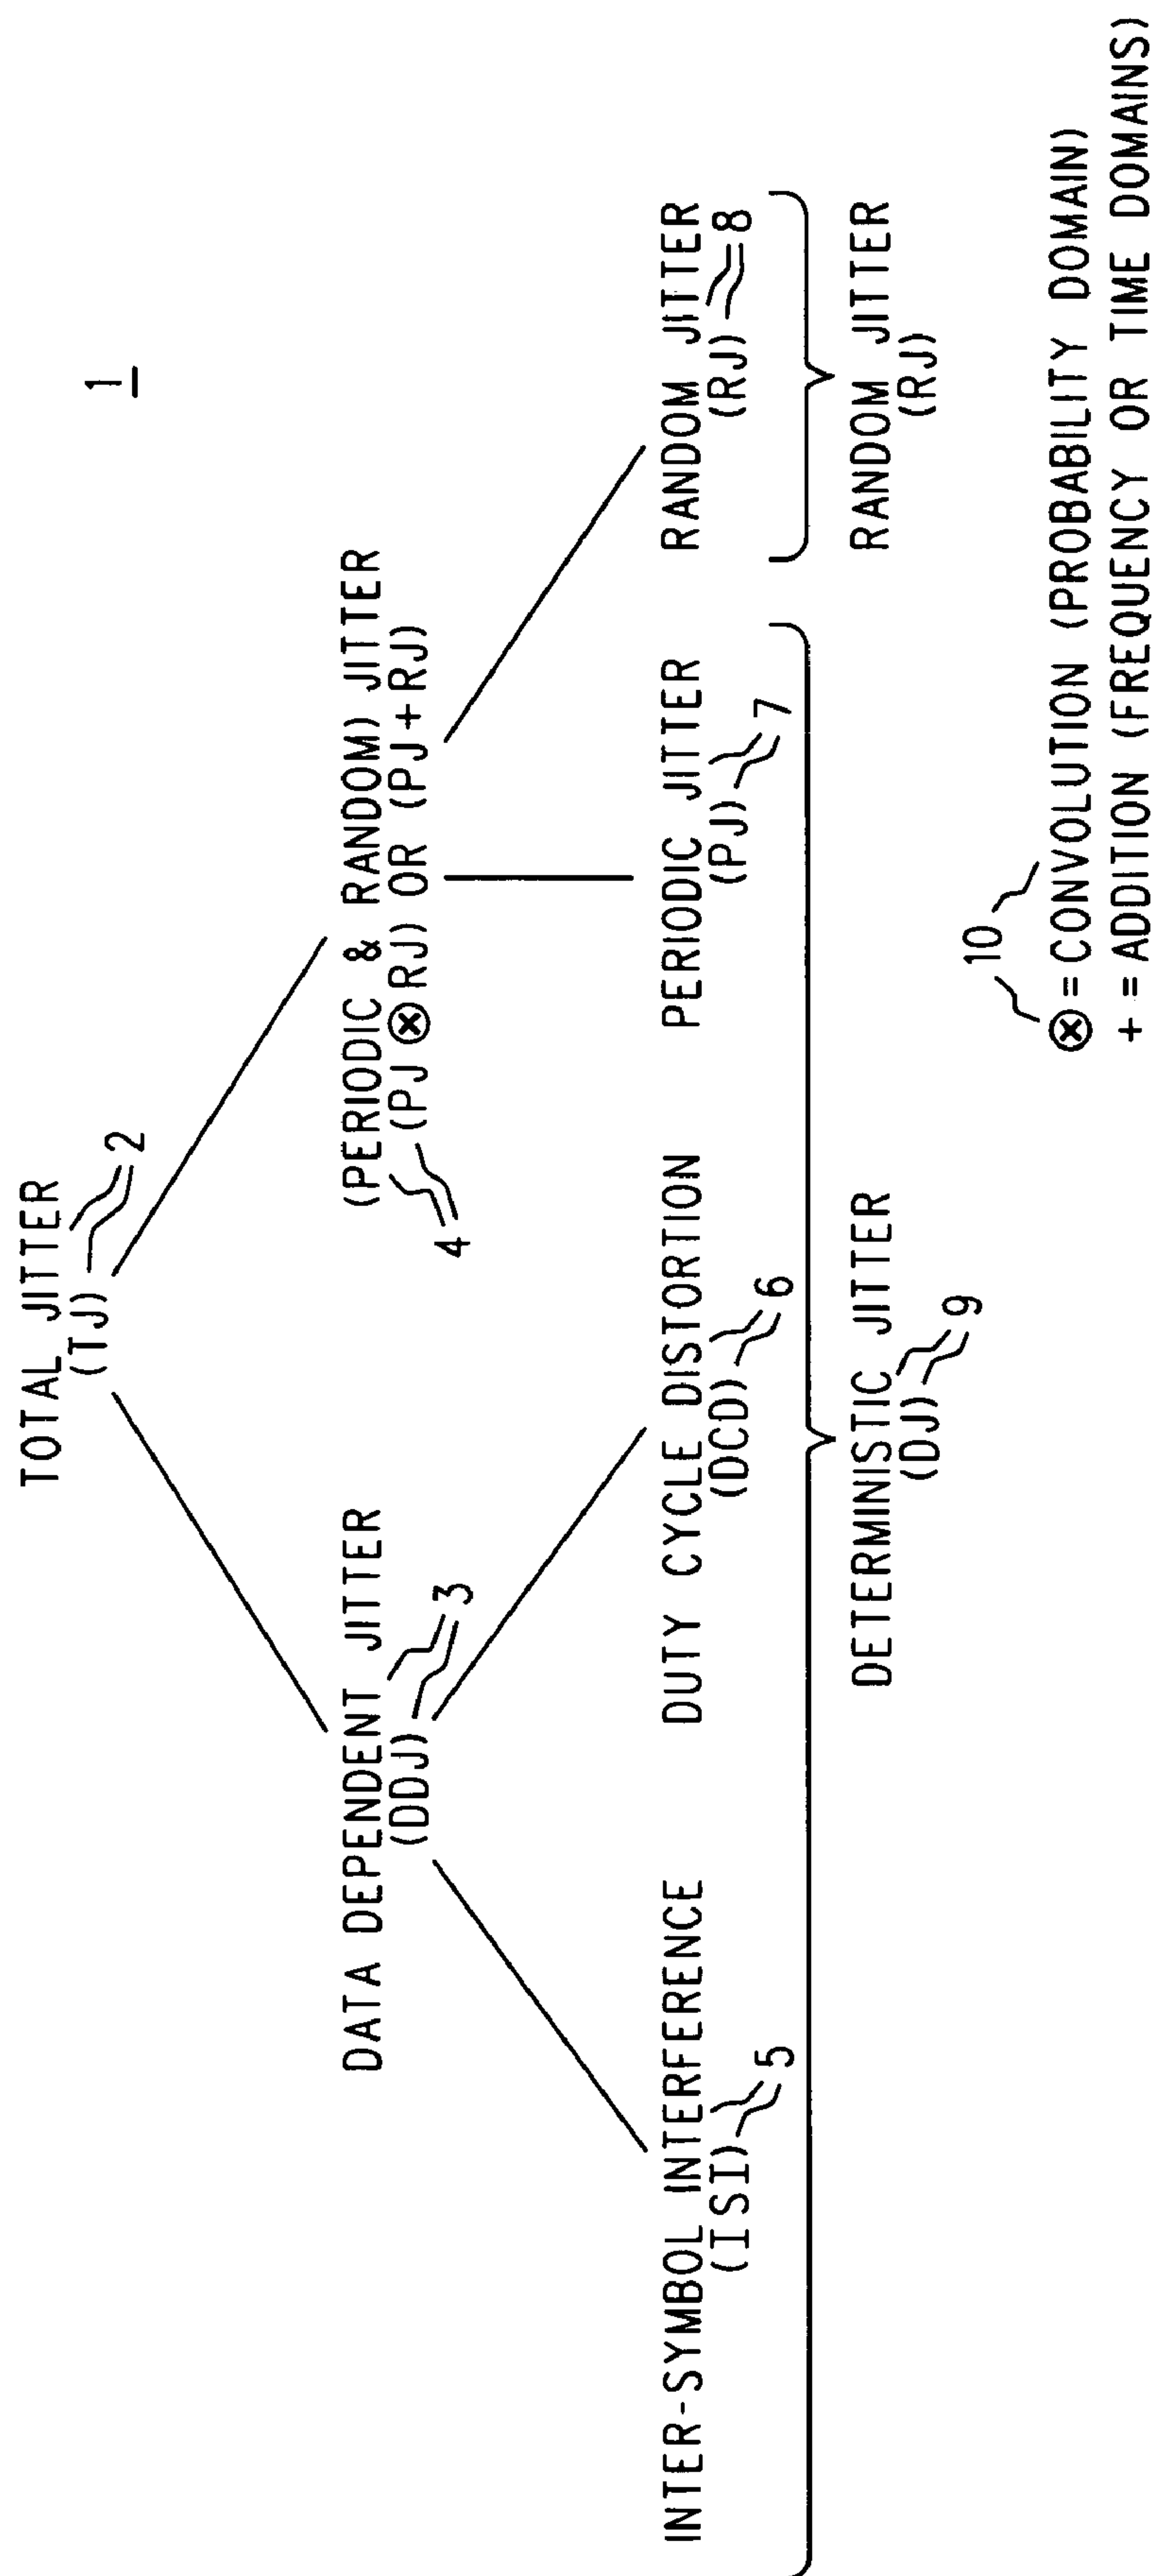 1
TOTAL JITTER
(TJ) 2
DATA DEPENDENT JITTER
(DDJ) 3
(PERIODIC & RANDOM) JITTER
(PJ ⊗ RJ) OR (PJ + RJ)
4
INTER-SYMBOL INTERFERENCE
(ISI) 5
DUTY CYCLE DISTORTION
(DCD) 6
PERIODIC JITTER
(PJ) 7
RANDOM JITTER
(RJ) 8
DETERMINISTIC JITTER
(DJ) 9
RANDOM JITTER
(RJ)
10
⊗ = CONVOLUTION (PROBABILITY DOMAIN)
+ = ADDITION (FREQUENCY OR TIME DOMAINS)